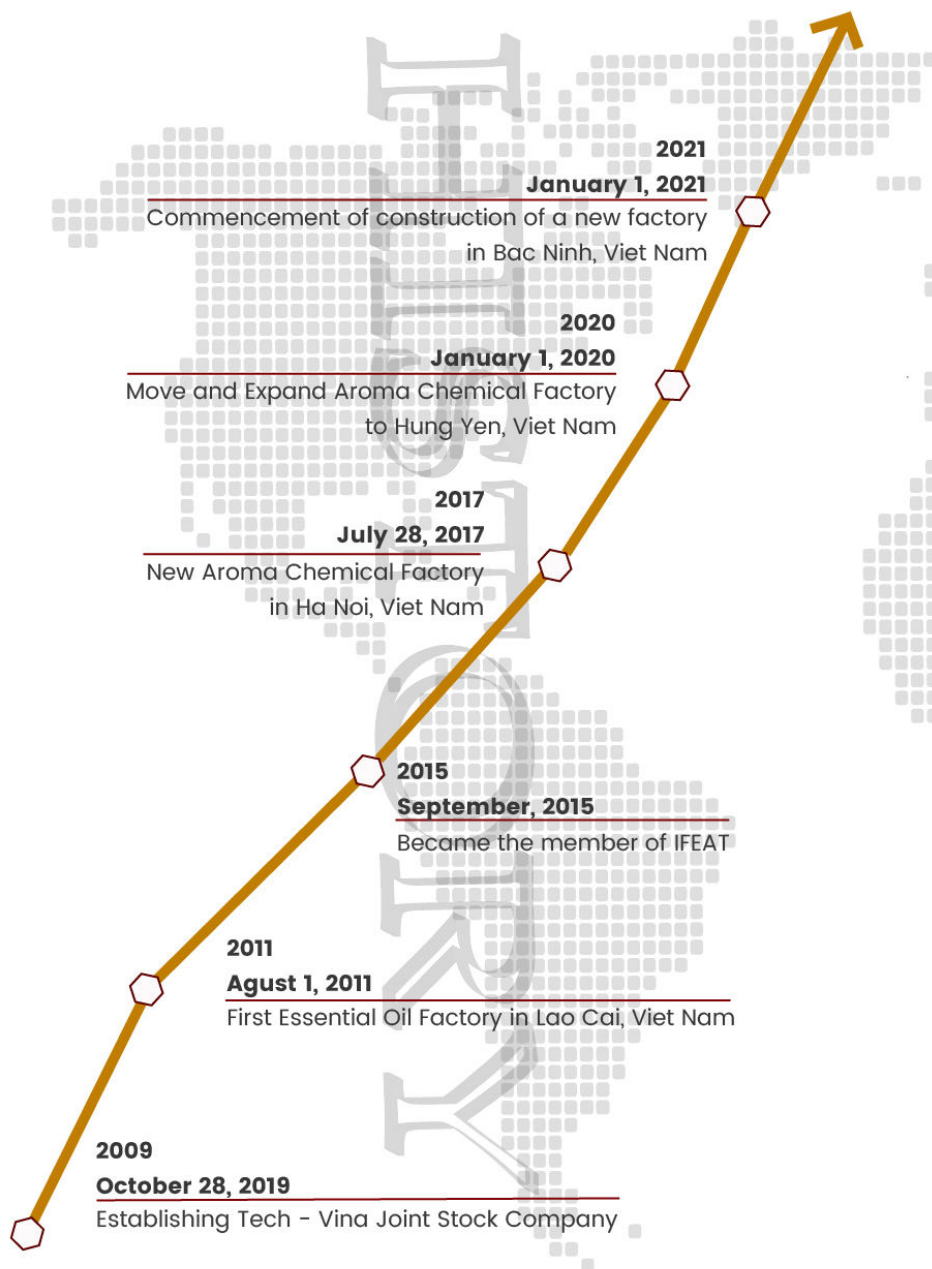 HISTORY
2021
January 1, 2021
Commencement of construction of a new factory
in Bac Ninh, Viet Nam
2020
January 1, 2020
Move and Expand Aroma Chemical Factory
to Hung Yen, Viet Nam
2017
July 28, 2017
New Aroma Chemical Factory
in Ha Noi, Viet Nam
2015
September, 2015
Became the member of IFEAT
2011
Agust 1, 2011
First Essential Oil Factory in Lao Cai, Viet Nam
2009
October 28, 2019
Establishing Tech - Vina Joint Stock Company